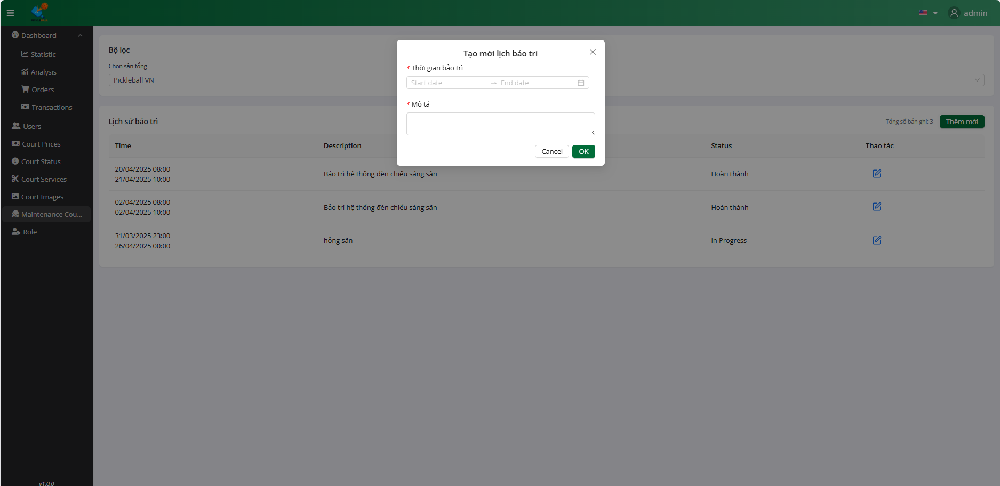 admin
Dashboard
Statistic
Analysis
Orders
Transactions
Users
Court Prices
Court Status
Court Services
Court Images
Maintenance Cou...
Role
v1.0.0
Bộ lọc
Chọn sân tổng
Pickleball VN
Lịch sử bảo trì
Tổng số bản ghi: 3
Thêm mới
Time
Description
Status
Thao tác
20/04/2025 08:00
21/04/2025 10:00
Bảo trì hệ thống đèn chiếu sáng sân
Hoàn thành
02/04/2025 08:00
02/04/2025 10:00
Bảo trì hệ thống đèn chiếu sáng sân
Hoàn thành
31/03/2025 23:00
26/04/2025 00:00
hỏng sân
In Progress
Tạo mới lịch bảo trì
* Thời gian bảo trì
Start date → End date
* Mô tả
Cancel
OK